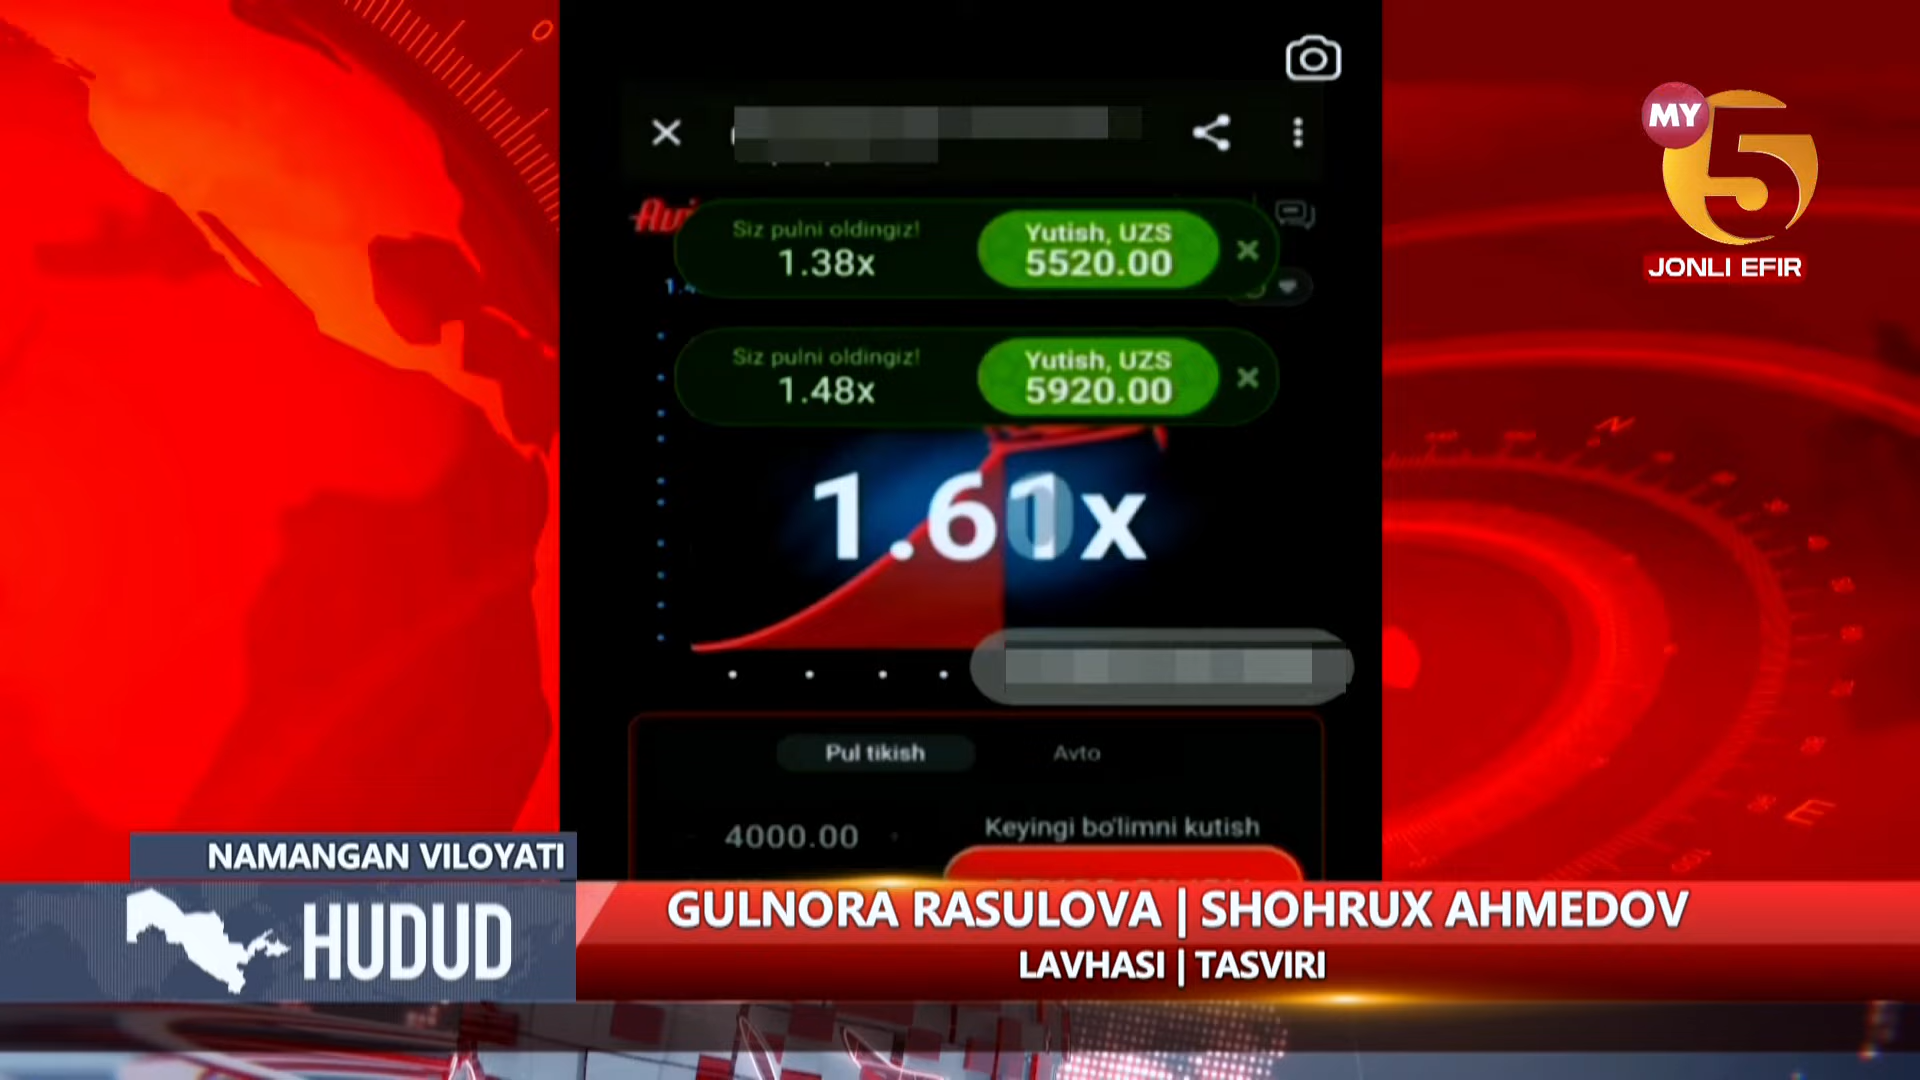 MY
5
JONLI EFIR
Siz pulni oldingiz!
1.38x
Yutish, UZS
5520.00
Siz pulni oldingiz!
1.48x
Yutish, UZS
5920.00
1.61x
Pul tikish
Avto
4000.00
Keyingi bo'limni kutish
NAMANGAN VILOYATI
HUDUD
GULNORA RASULOVA | SHOHRUX AHMEDOV
LAVHASI | TASVIRI